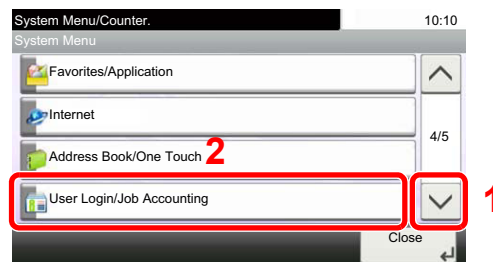 System Menu/Counter. 10:10
System Menu
Favorites/Application
Internet
4/5
Address Book/One Touch 2
User Login/Job Accounting
1
Close